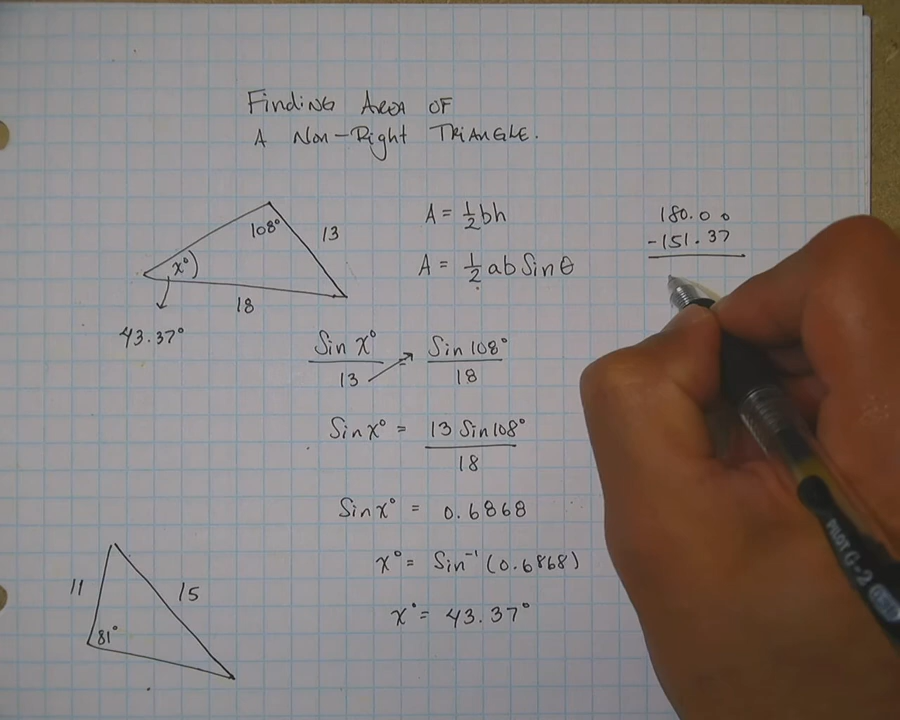 Finding Area of
A Non-Right Triangle.
108°
13
x°
18
43.37°
A = ½bh
A = ½ab Sin θ
180.00
-151.37
Sin x° / 13 = Sin 108° / 18
Sin x° = 13 Sin 108° / 18
Sin x° = 0.6868
x° = Sin⁻¹(0.6868)
x° = 43.37°
11
15
81°
PILOT G-2